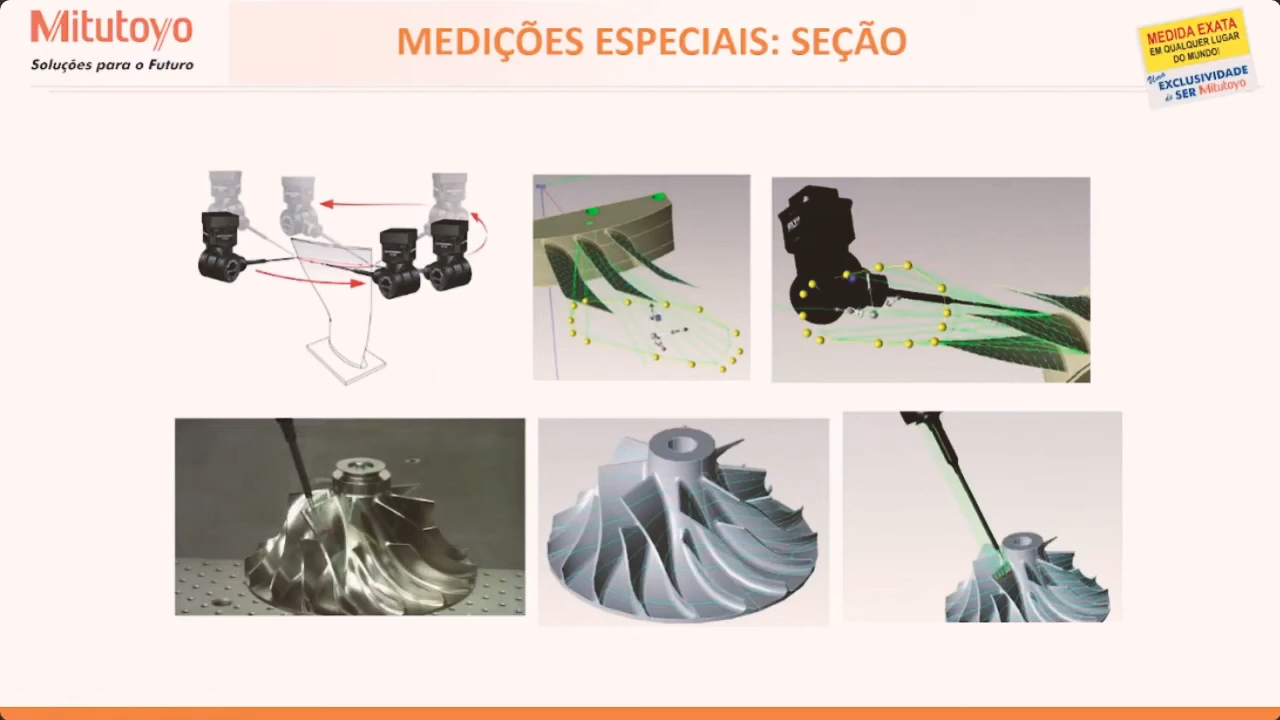 Mitutoyo
Soluções para o Futuro
MEDIÇÕES ESPECIAIS: SEÇÃO
MEDIDA EXATA
EM QUALQUER LUGAR
DO MUNDO!
Uma
EXCLUSIVIDADE
de SER Mitutoyo